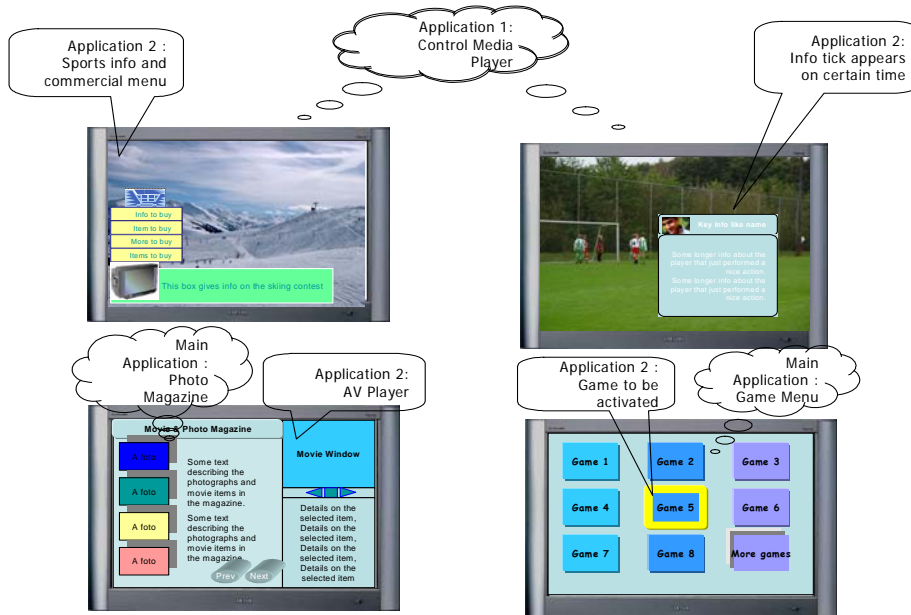 Application 1:
Control Media
Player
Application 2 :
Sports info and
commercial menu
Application 2:
Info tick appears
on certain time
Info to buy
Item to buy
More to buy
Items to buy
This box gives info on the skiing contest
Key info like name
Some longer info about the
player that just performed a
nice action.
Some longer info about the
player that just performed a
nice action.
Main
Application :
Photo
Magazine
Application 2:
AV Player
Movie & Photo Magazine
A foto
A foto
A foto
A foto
Some text
describing the
photographs and
movie items in
the magazine.
Some text
describing the
photographs and
movie items in
the magazine.
Prev
Next
Movie Window
Details on the
selected item,
Details on the
selected item,
Details on the
selected item,
Details on the
selected item
Application 2 :
Game to be
activated
Main
Application :
Game Menu
Game 1
Game 2
Game 3
Game 4
Game 5
Game 6
Game 7
Game 8
More games